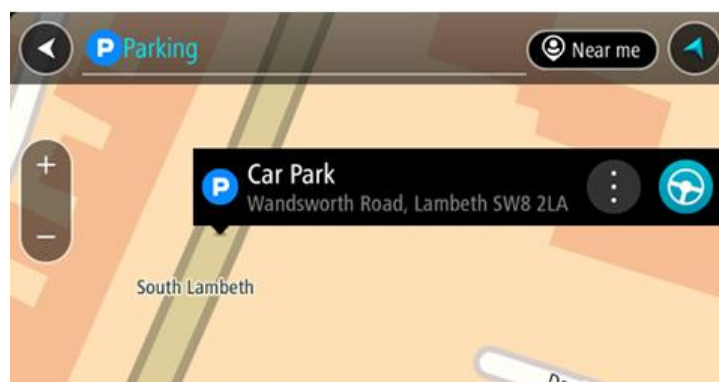 P Parking
Near me
+
P Car Park
Wandsworth Road, Lambeth SW8 2LA
−
South Lambeth